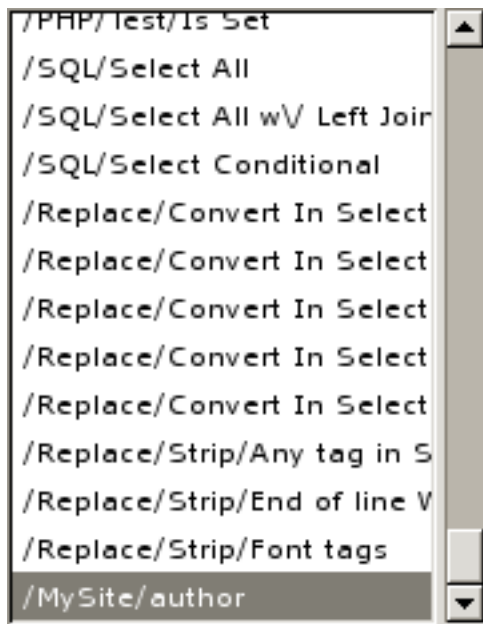 /PHP/Test/Is Set
/SQL/Select All
/SQL/Select All w\/ Left Join
/SQL/Select Conditional
/Replace/Convert In Select
/Replace/Convert In Select
/Replace/Convert In Select
/Replace/Convert In Select
/Replace/Convert In Select
/Replace/Strip/Any tag in S
/Replace/Strip/End of line W
/Replace/Strip/Font tags
/MySite/author